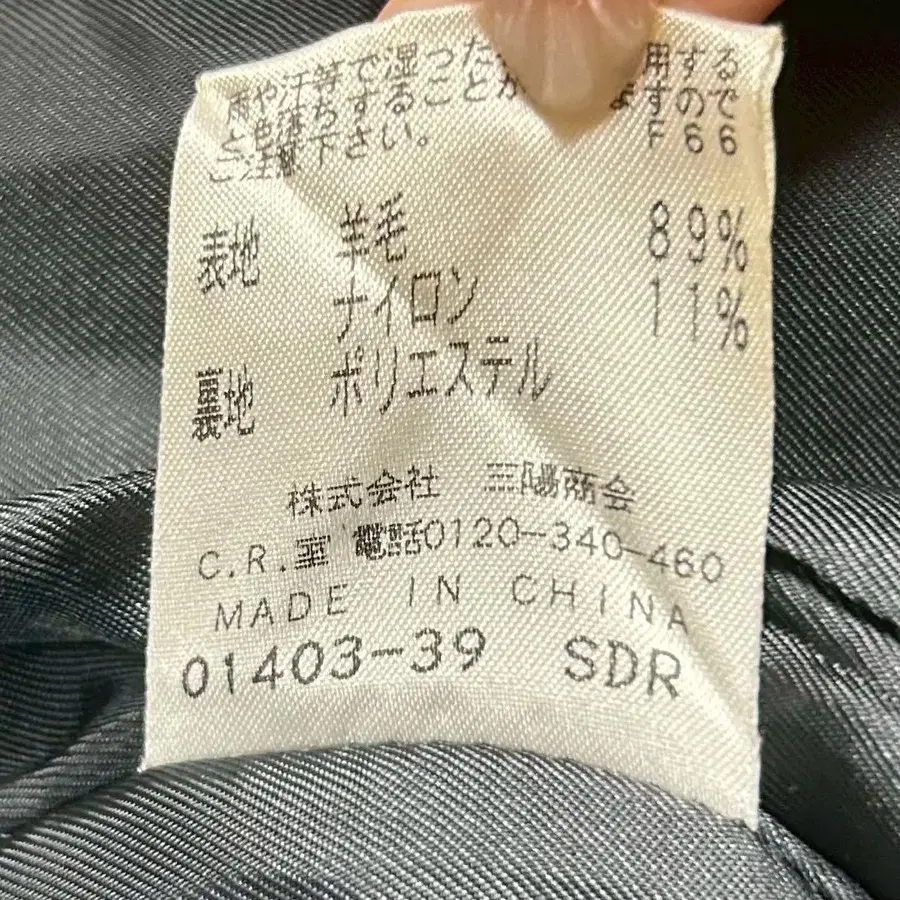 雨や汗等で湿った 用する
と色落ちすることが ますので
ご注意下さい。 F66
表地 羊毛 89%
ナイロン 11%
裏地 ポリエステル
株式会社 三陽商会
C.R.室 電話0120-340-460
MADE IN CHINA
01403-39 SDR